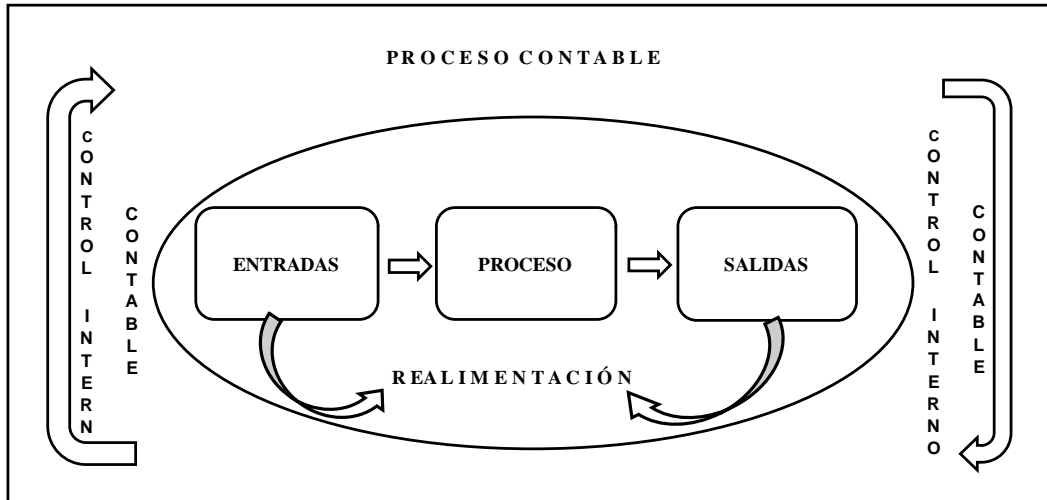 PROCESO CONTABLE
CONTROL INTERN
CONTABLE
ENTRADAS
PROCESO
SALIDAS
REALIMENTACIÓN
CONTROL INTERNO
CONTABLE